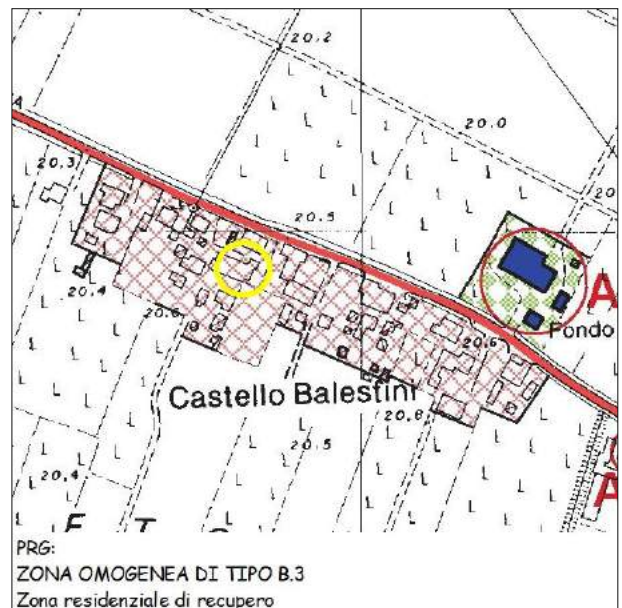 20.2
20.0
A
20.3
20
20.5
A
20.4
20.6
Fondo
20.6
Castello Balestini
20.8
20.5
20.4
A
E T
PRG:
ZONA OMOGENEA DI TIPO B.3
Zona residenziale di recupero